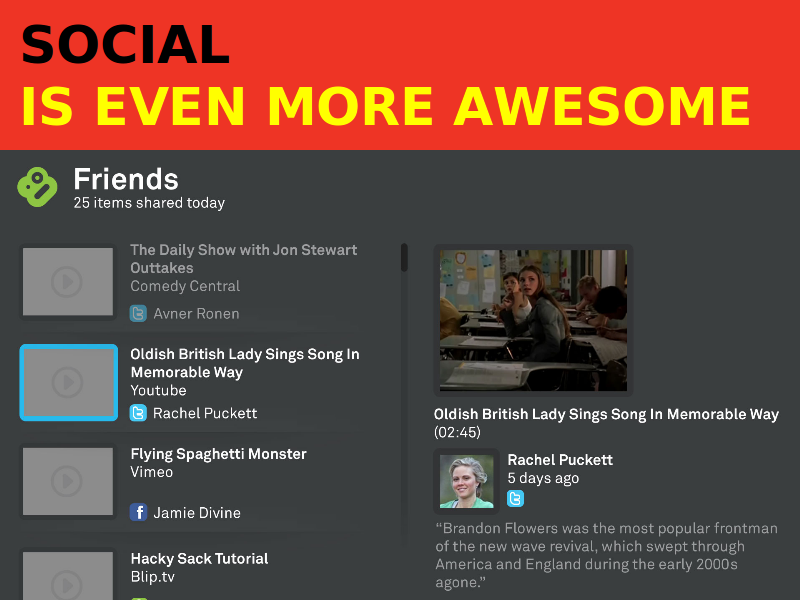 SOCIAL
IS EVEN MORE AWESOME
Friends
25 items shared today
The Daily Show with Jon Stewart
Outtakes
Comedy Central
Avner Ronen
Oldish British Lady Sings Song In
Memorable Way
Youtube
Rachel Puckett
Flying Spaghetti Monster
Vimeo
Jamie Divine
Hacky Sack Tutorial
Blip.tv
Oldish British Lady Sings Song In Memorable Way
(02:45)
Rachel Puckett
5 days ago
“Brandon Flowers was the most popular frontman
of the new wave revival, which swept through
America and England during the early 2000s
agone.”